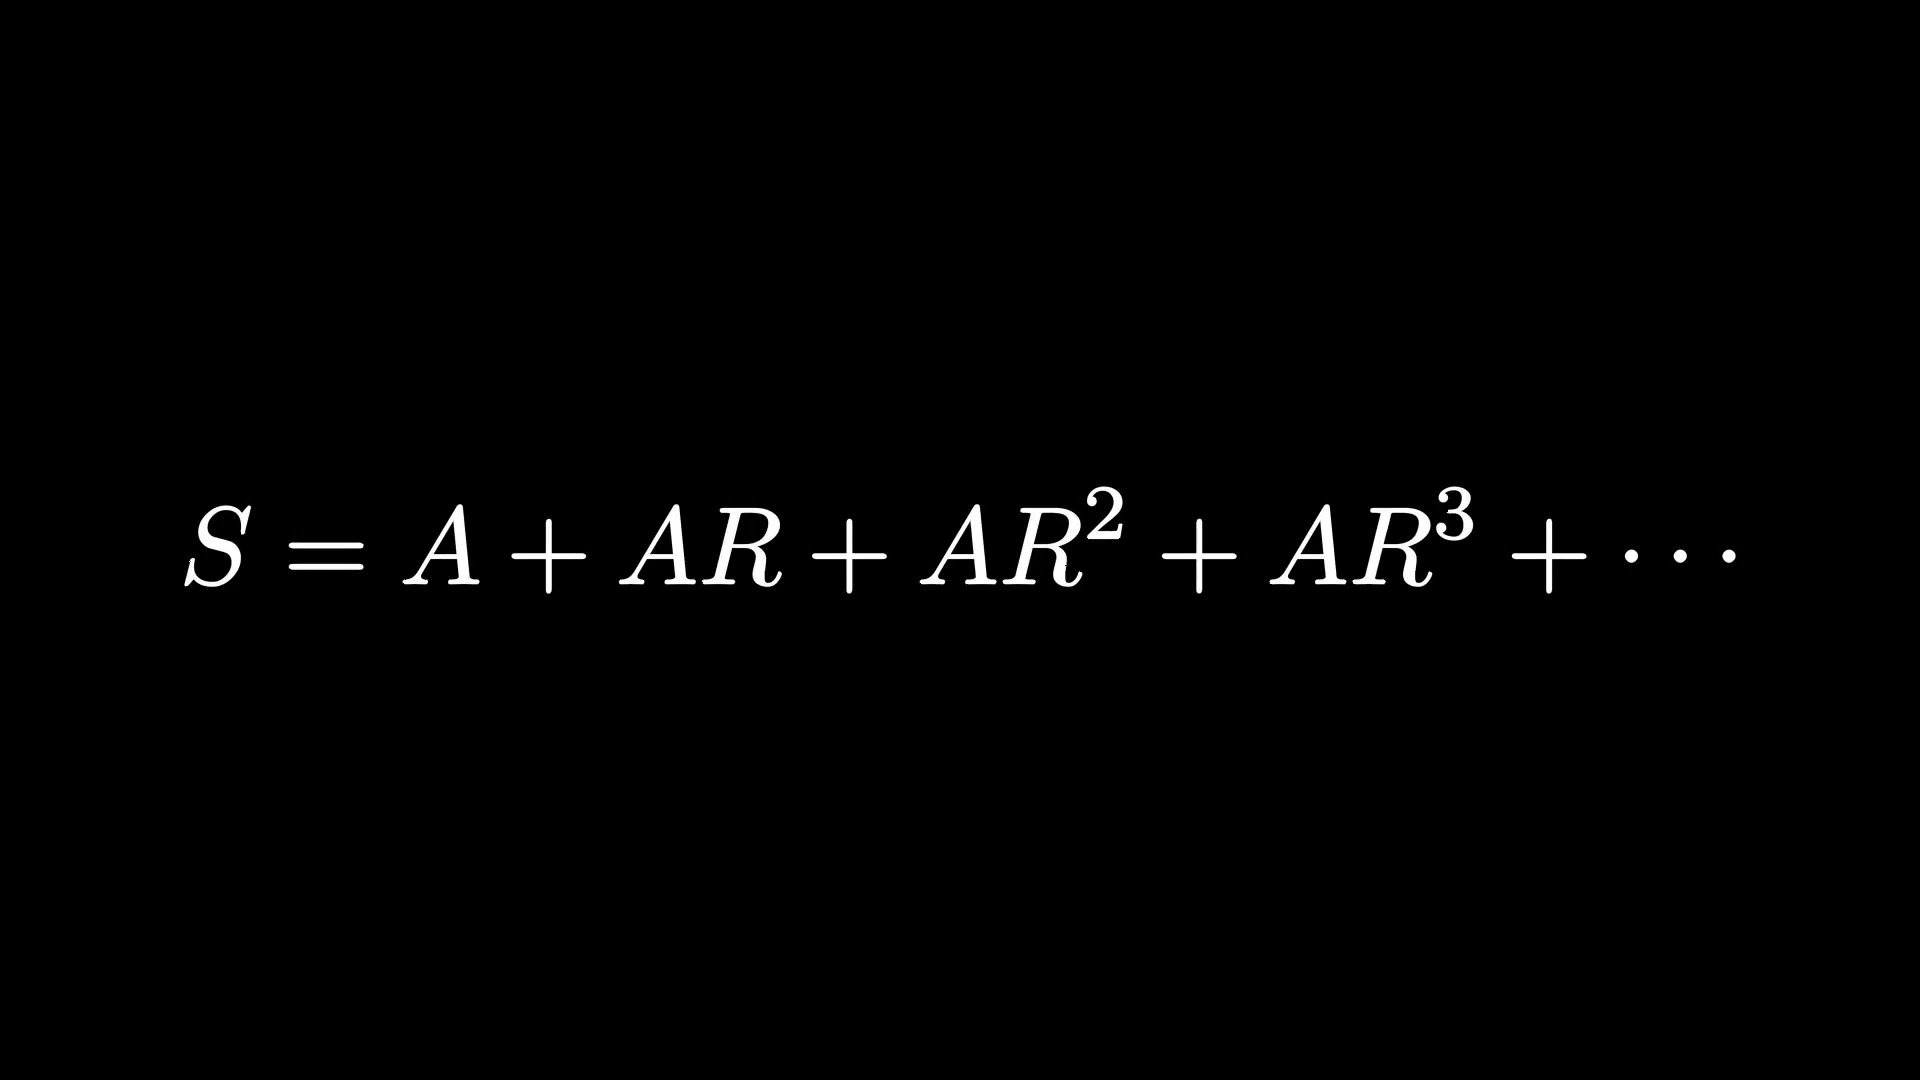 S = A + AR + AR² + AR³ + ⋯